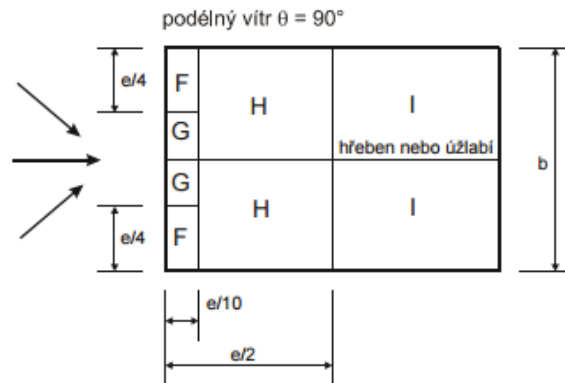 podélný vítr θ = 90°
e/4
F
H
I
G
hřeben nebo úžlabí
b
G
H
I
e/4
F
e/10
e/2